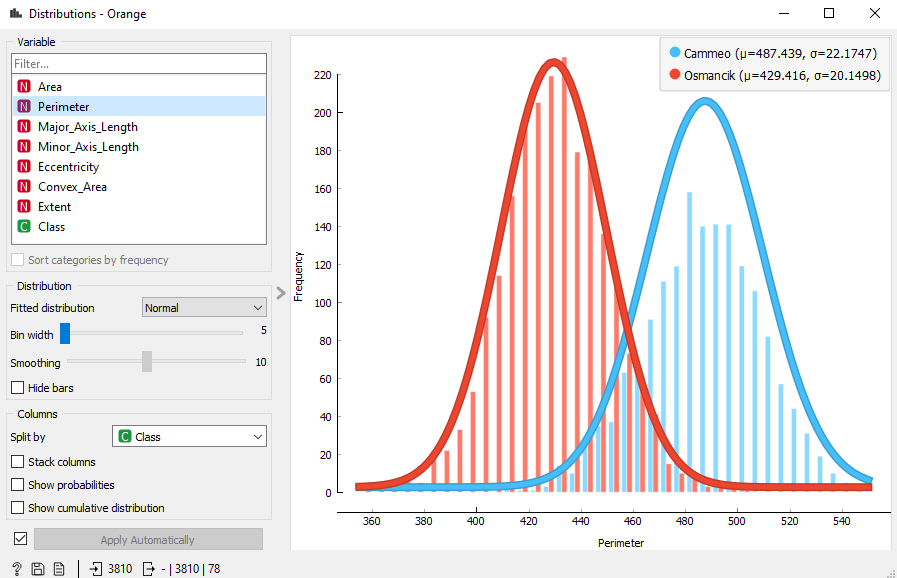 Distributions - Orange
Variable
Filter...
N Area
N Perimeter
N Major_Axis_Length
N Minor_Axis_Length
N Eccentricity
N Convex_Area
N Extent
C Class
Sort categories by frequency
Distribution
Fitted distribution Normal
Bin width 5
Smoothing 10
Hide bars
Columns
Split by C Class
Stack columns
Show probabilities
Show cumulative distribution
Apply Automatically
? 3810 - | 3810 | 78
Cammeo (μ=487.439, σ=22.1747)
Osmancik (μ=429.416, σ=20.1498)
220
200
180
160
140
120
100
80
60
40
20
0
Frequency
360 380 400 420 440 460 480 500 520 540
Perimeter